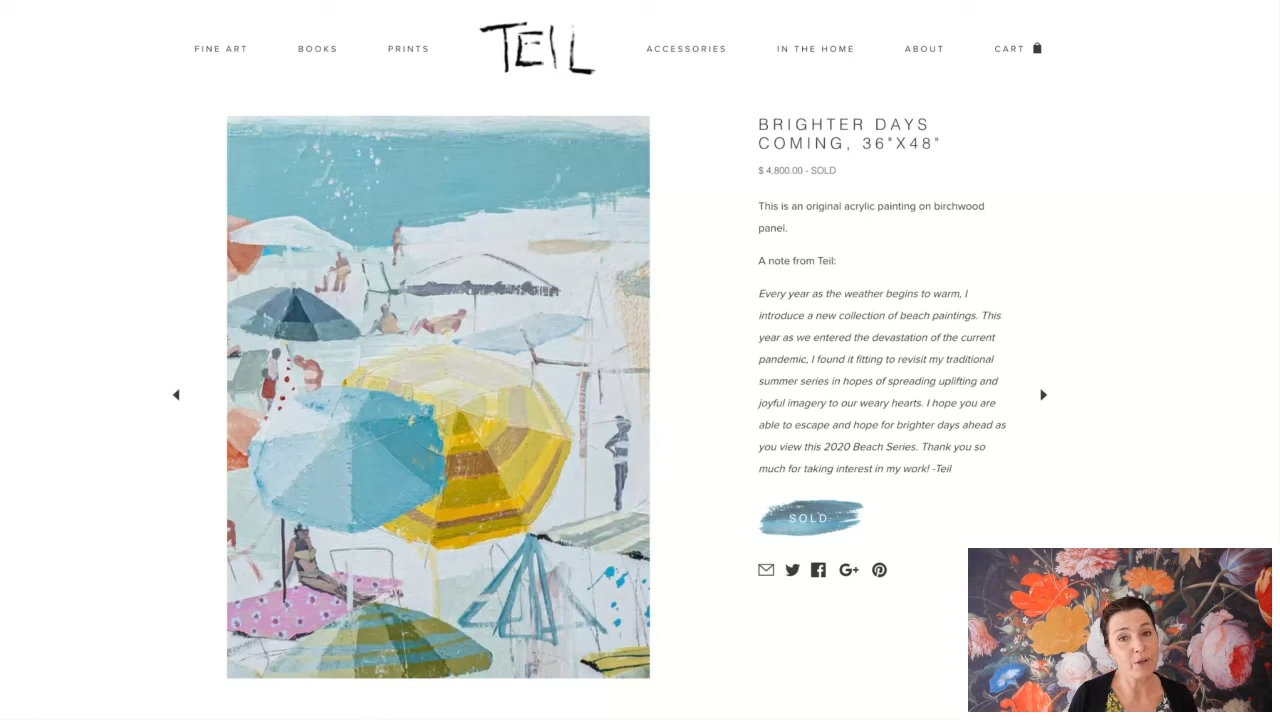 FINE ART
BOOKS
PRINTS
TEIL
ACCESSORIES
IN THE HOME
ABOUT
CART
BRIGHTER DAYS
COMING, 36"X48"
$ 4,800.00 - SOLD
This is an original acrylic painting on birchwood
panel.
A note from Teil:
Every year as the weather begins to warm, I
introduce a new collection of beach paintings. This
year as we entered the devastation of the current
pandemic, I found it fitting to revisit my traditional
summer series in hopes of spreading uplifting and
joyful imagery to our weary hearts. I hope you are
able to escape and hope for brighter days ahead as
you view this 2020 Beach Series. Thank you so
much for taking interest in my work! -Teil
SOLD
G+